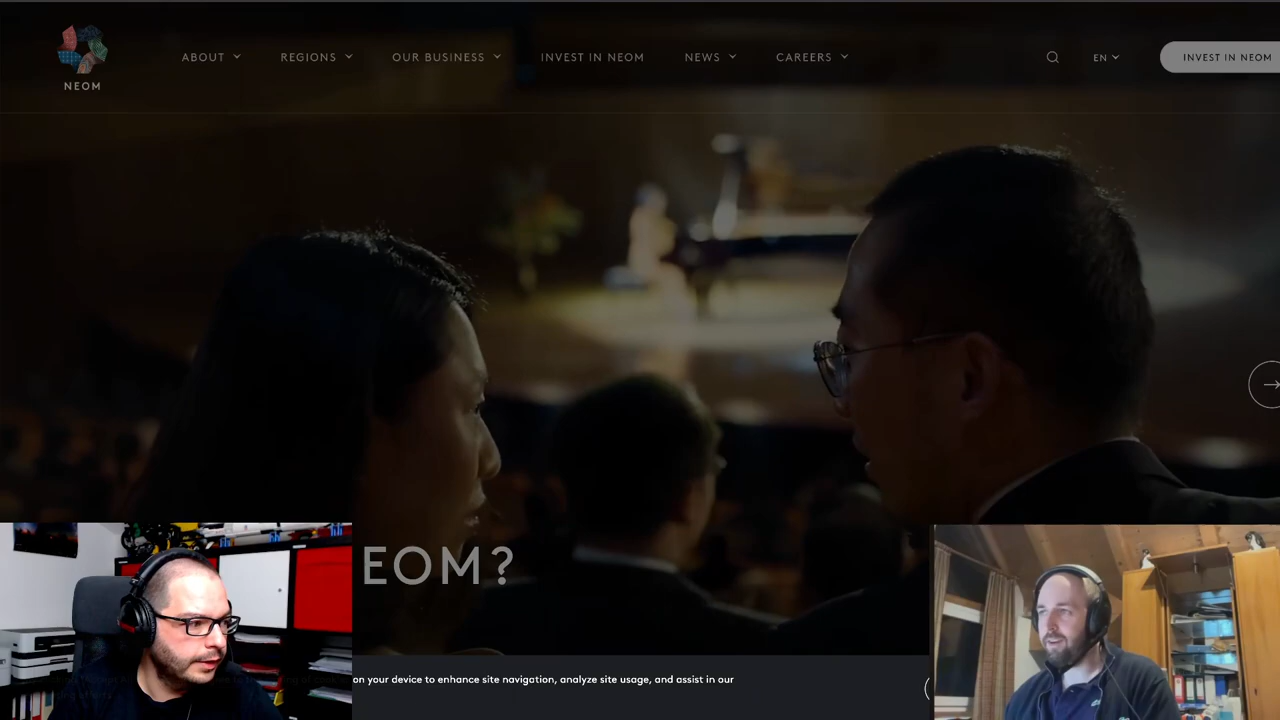 ABOUT
REGIONS
OUR BUSINESS
INVEST IN NEOM
NEWS
CAREERS
EN
INVEST IN NEOM
NEOM
EOM?
on your device to enhance site navigation, analyze site usage, and assist in our